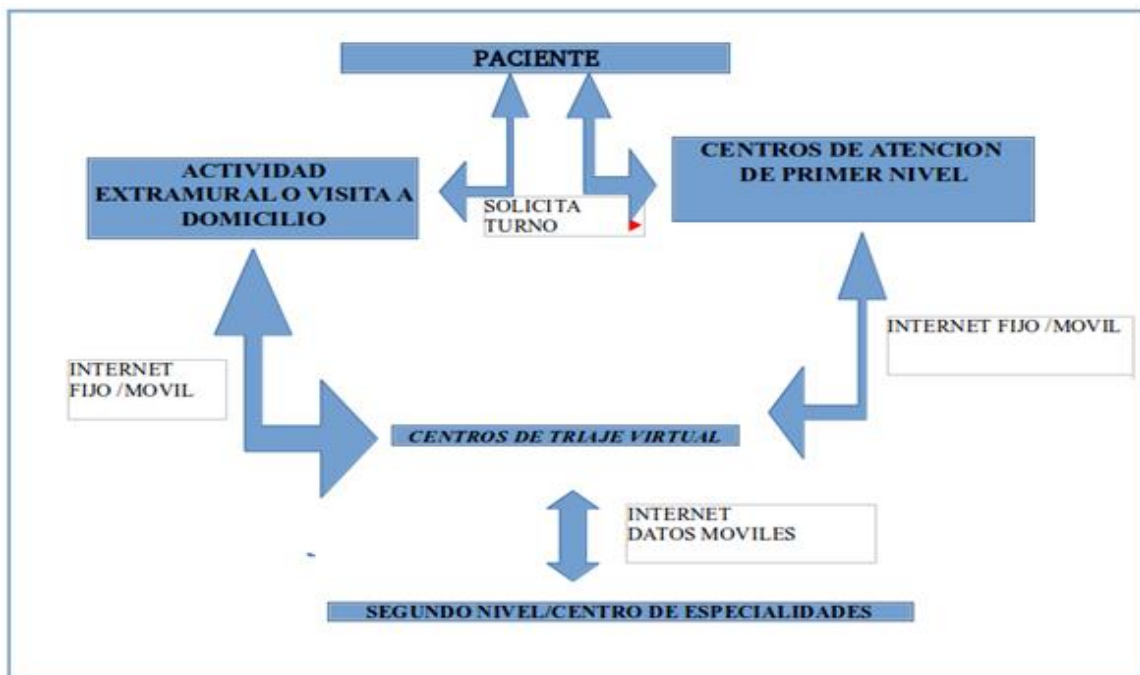 PACIENTE
ACTIVIDAD
EXTRAMURAL O VISITA A
DOMICILIO
CENTROS DE ATENCION
DE PRIMER NIVEL
SOLICITA
TURNO
INTERNET
FIJO /MOVIL
INTERNET FIJO /MOVIL
CENTROS DE TRIAJE VIRTUAL
INTERNET
DATOS MOVILES
SEGUNDO NIVEL/CENTRO DE ESPECIALIDADES